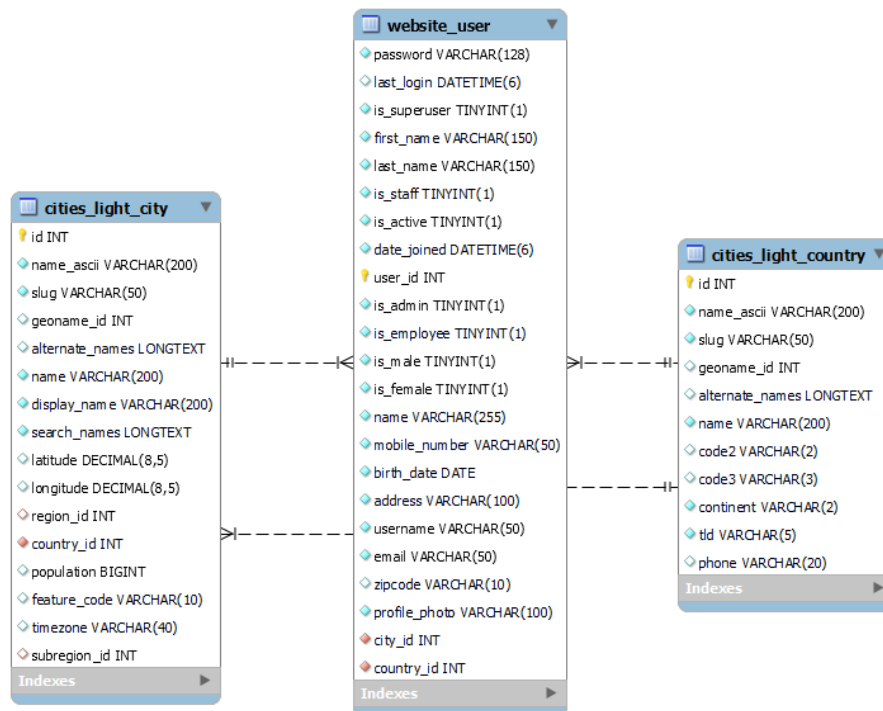 website_user
password VARCHAR(128)
last_login DATETIME(6)
is_superuser TINYINT(1)
first_name VARCHAR(150)
last_name VARCHAR(150)
is_staff TINYINT(1)
is_active TINYINT(1)
date_joined DATETIME(6)
user_id INT
is_admin TINYINT(1)
is_employee TINYINT(1)
is_male TINYINT(1)
is_female TINYINT(1)
name VARCHAR(255)
mobile_number VARCHAR(50)
birth_date DATE
address VARCHAR(100)
username VARCHAR(50)
email VARCHAR(50)
zipcode VARCHAR(10)
profile_photo VARCHAR(100)
city_id INT
country_id INT
Indexes
cities_light_city
id INT
name_ascii VARCHAR(200)
slug VARCHAR(50)
geoname_id INT
alternate_names LONGTEXT
name VARCHAR(200)
display_name VARCHAR(200)
search_names LONGTEXT
latitude DECIMAL(8,5)
longitude DECIMAL(8,5)
region_id INT
country_id INT
population BIGINT
feature_code VARCHAR(10)
timezone VARCHAR(40)
subregion_id INT
Indexes
cities_light_country
id INT
name_ascii VARCHAR(200)
slug VARCHAR(50)
geoname_id INT
alternate_names LONGTEXT
name VARCHAR(200)
code2 VARCHAR(2)
code3 VARCHAR(3)
continent VARCHAR(2)
tld VARCHAR(5)
phone VARCHAR(20)
Indexes